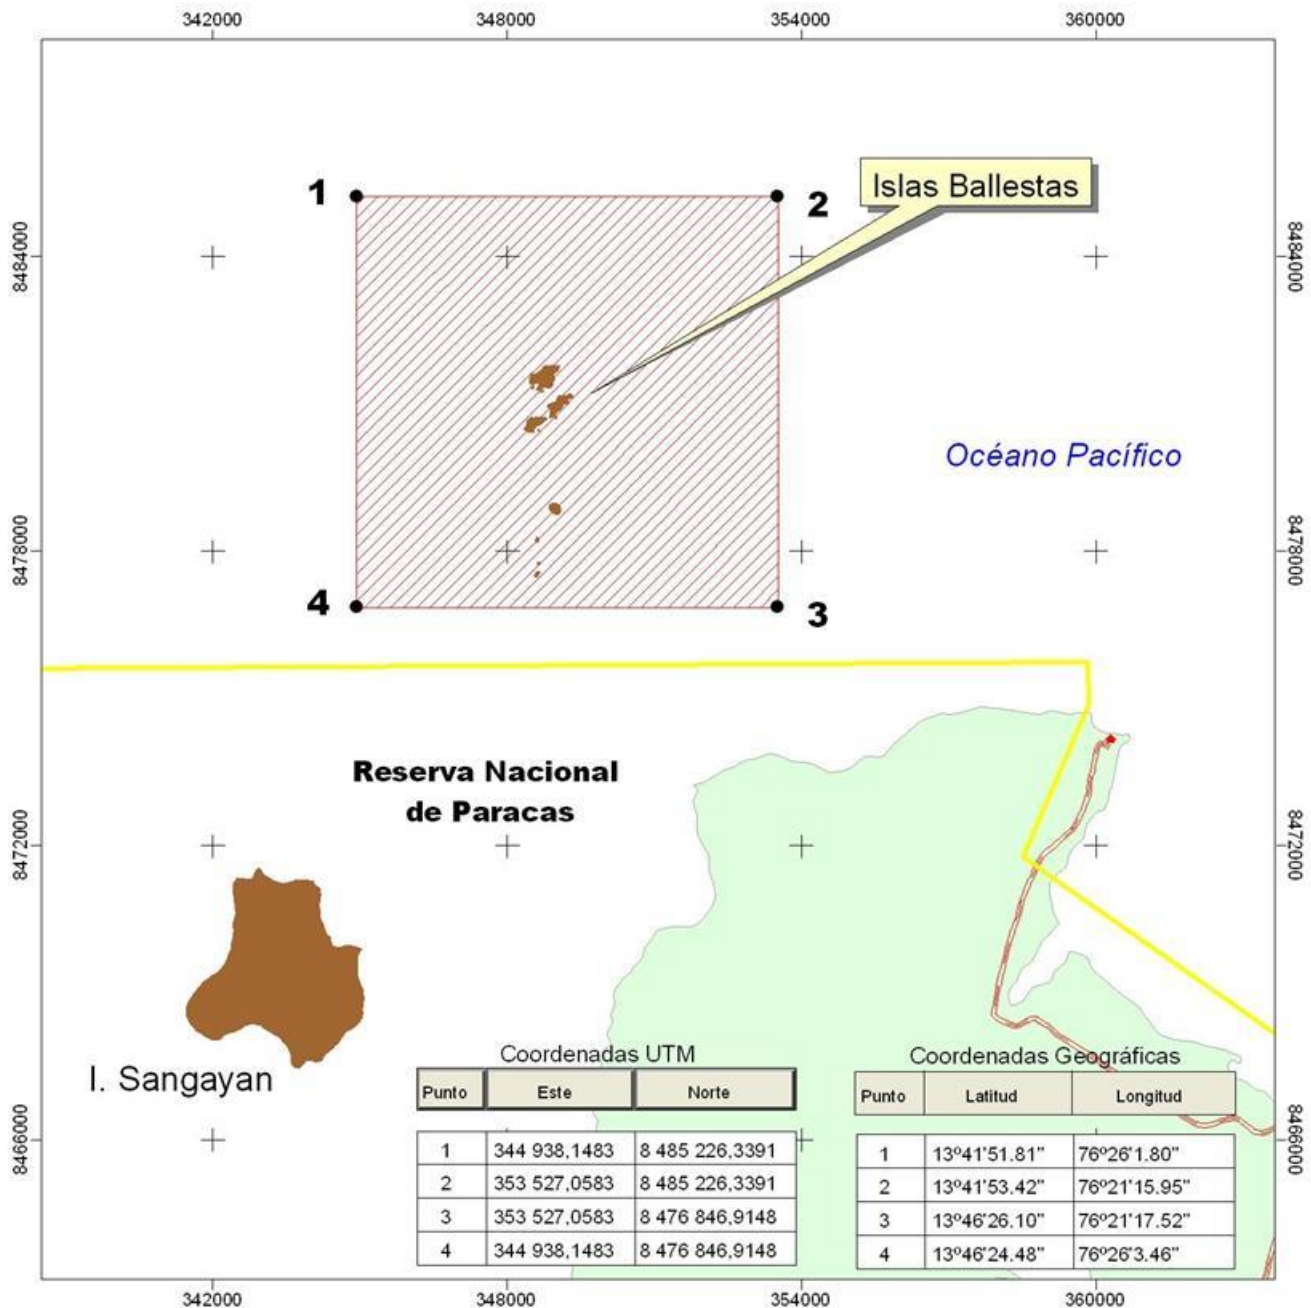 342000 348000 354000 360000
1
2
Islas Ballestas
8484000 8484000
Océano Pacífico
8478000 8478000
4
3
Reserva Nacional
de Paracas
8472000 8472000
I. Sangayan
8466000 8466000
Coordenadas UTM
Punto Este Norte
1 344 938,1483 8 485 226,3391
2 353 527,0583 8 485 226,3391
3 353 527,0583 8 476 846,9148
4 344 938,1483 8 476 846,9148
Coordenadas Geográficas
Punto Latitud Longitud
1 13º41'51.81" 76º26'1.80"
2 13º41'53.42" 76º21'15.95"
3 13º46'26.10" 76º21'17.52"
4 13º46'24.48" 76º26'3.46"
342000 348000 354000 360000